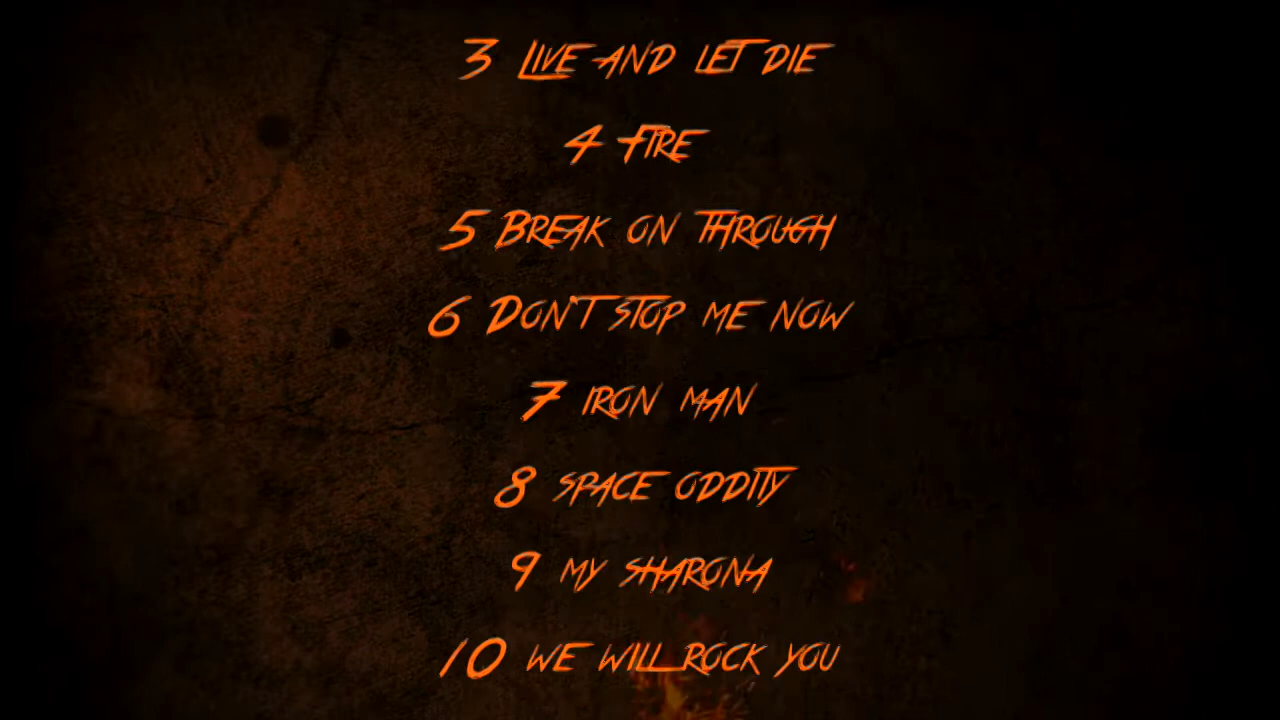 3 Live and let die
4 Fire
5 Break on through
6 Don't stop me now
7 iron man
8 space oddity
9 my sharona
10 we will rock you